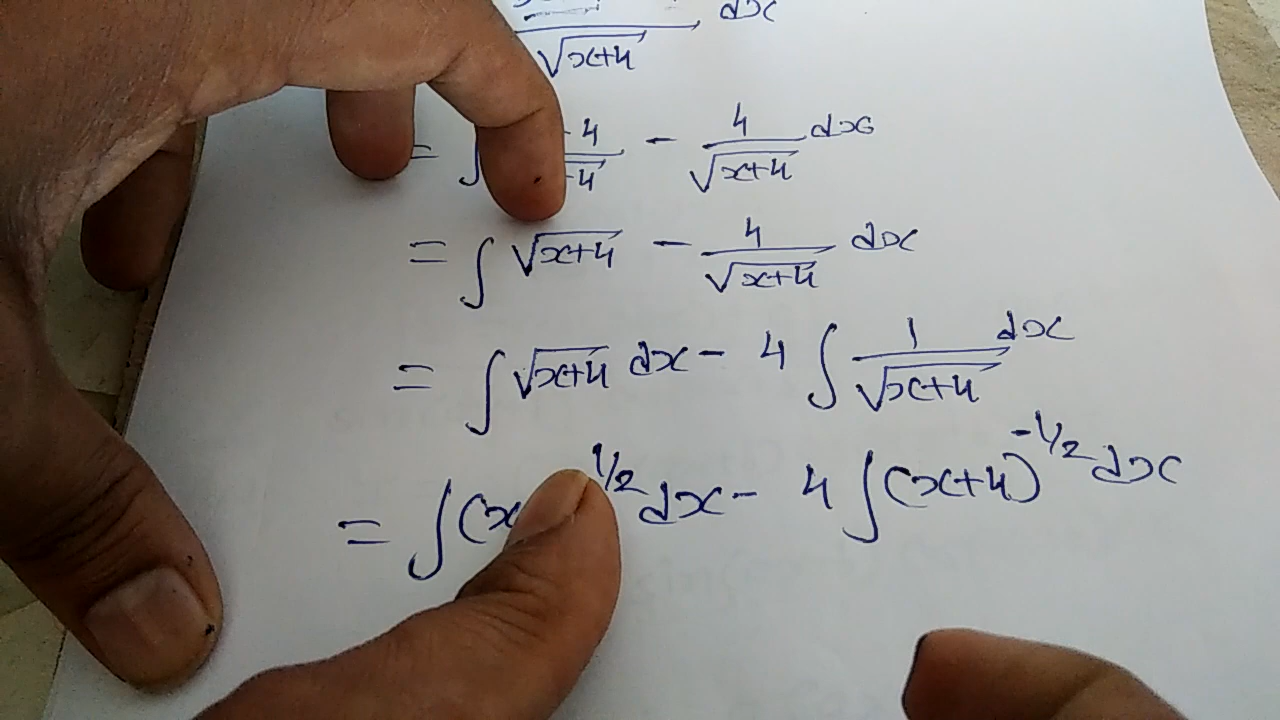 √x+4 dx
= ∫ 4 / 4 - 4/√x+4 dx
= ∫ √x+4 - 4/√x+4 dx
= ∫ √x+4 dx - 4 ∫ 1/√x+4 dx
= ∫ (x 1/2 dx - 4 ∫ (x+4)^-1/2 dx